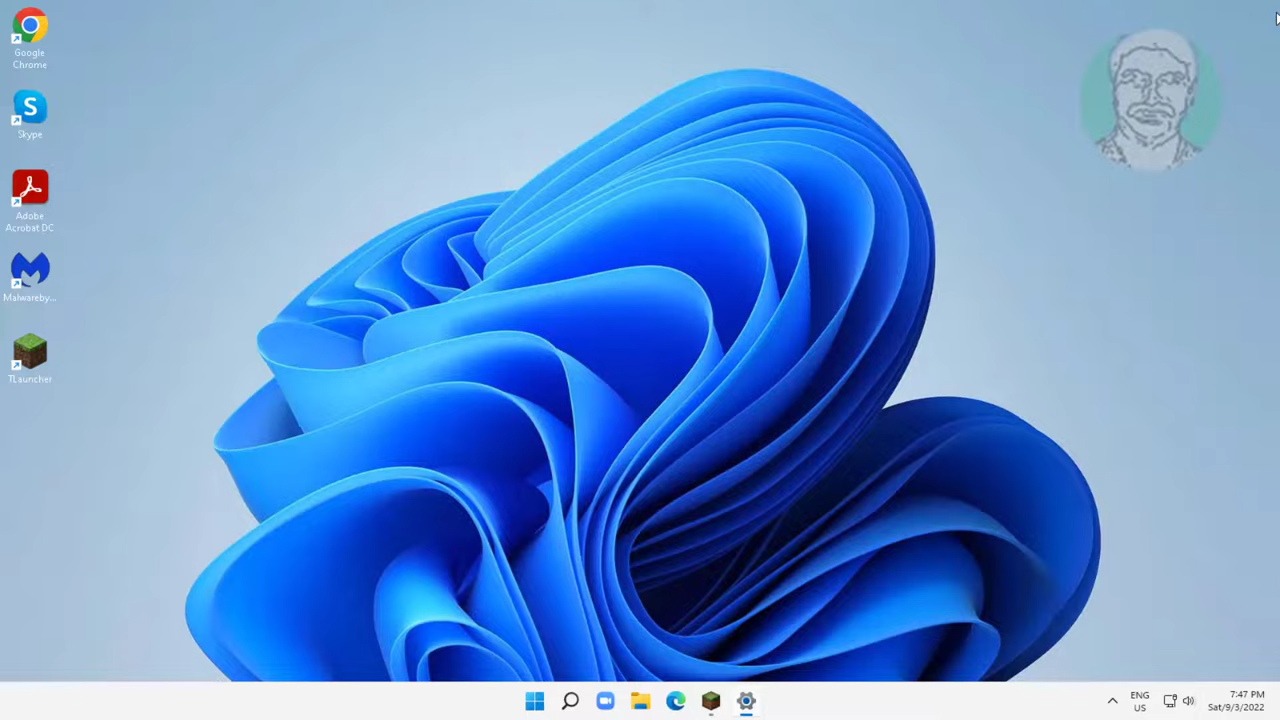 Google
Chrome
S
Skype
Adobe
Acrobat DC
Malwareby...
TLauncher
ENG
US
7:47 PM
Sat/9/3/2022